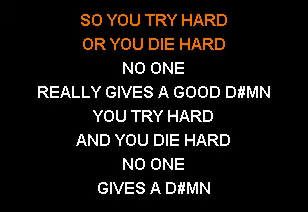 SO YOU TRY HARD
OR YOU DIE HARD
NO ONE
REALLY GIVES A GOOD D#MN
YOU TRY HARD
AND YOU DIE HARD
NO ONE
GIVES A D#MN